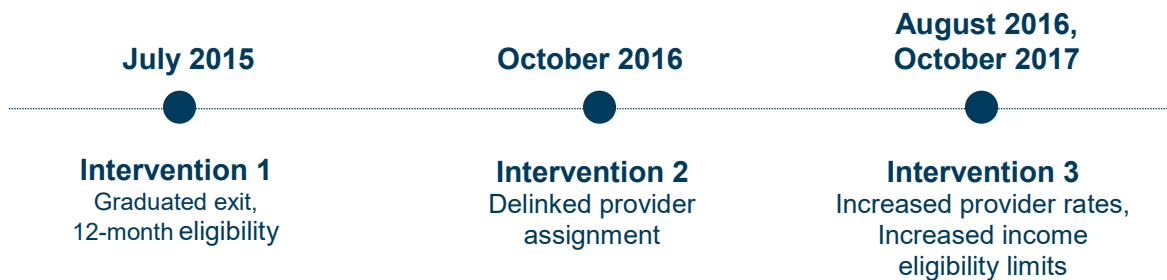 July 2015
Intervention 1
Graduated exit,
12-month eligibility
October 2016
Intervention 2
Delinked provider
assignment
August 2016,
October 2017
Intervention 3
Increased provider rates,
Increased income
eligibility limits